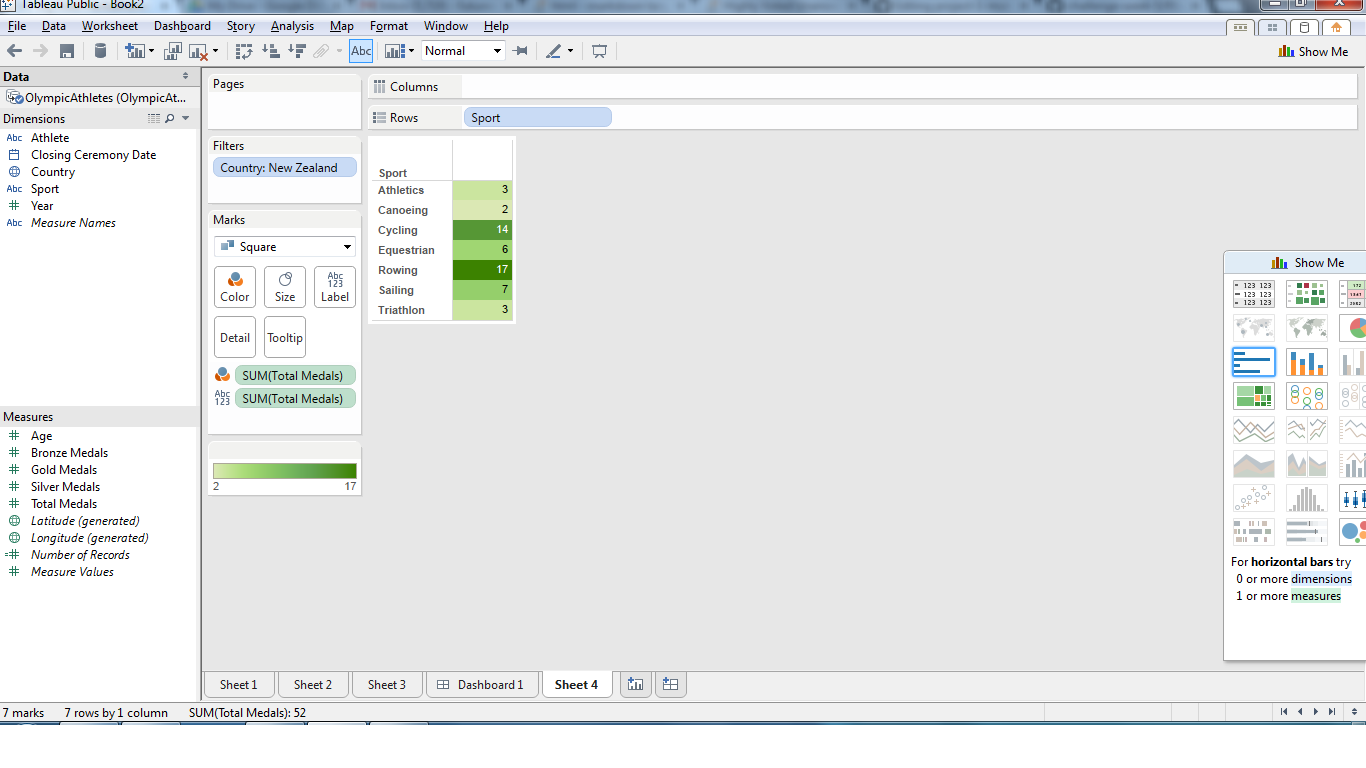 Tableau Public - Book2
File Data Worksheet Dashboard Story Analysis Map Format Window Help
Abc Normal Show Me
Data
OlympicAthletes (OlympicAt...
Dimensions
Abc Athlete
Closing Ceremony Date
Country
Abc Sport
# Year
Abc Measure Names
Measures
# Age
# Bronze Medals
# Gold Medals
# Silver Medals
# Total Medals
Latitude (generated)
Longitude (generated)
=# Number of Records
# Measure Values
Pages
Filters
Country: New Zealand
Marks
Square
Color Size Abc 123 Label
Detail Tooltip
SUM(Total Medals)
Abc 123 SUM(Total Medals)
2 17
Columns
Rows Sport
Sport
Athletics 3
Canoeing 2
Cycling 14
Equestrian 6
Rowing 17
Sailing 7
Triathlon 3
Show Me
123 123
123 123
123 123
For horizontal bars try
0 or more dimensions
1 or more measures
Sheet 1 Sheet 2 Sheet 3 Dashboard 1 Sheet 4
7 marks 7 rows by 1 column SUM(Total Medals): 52